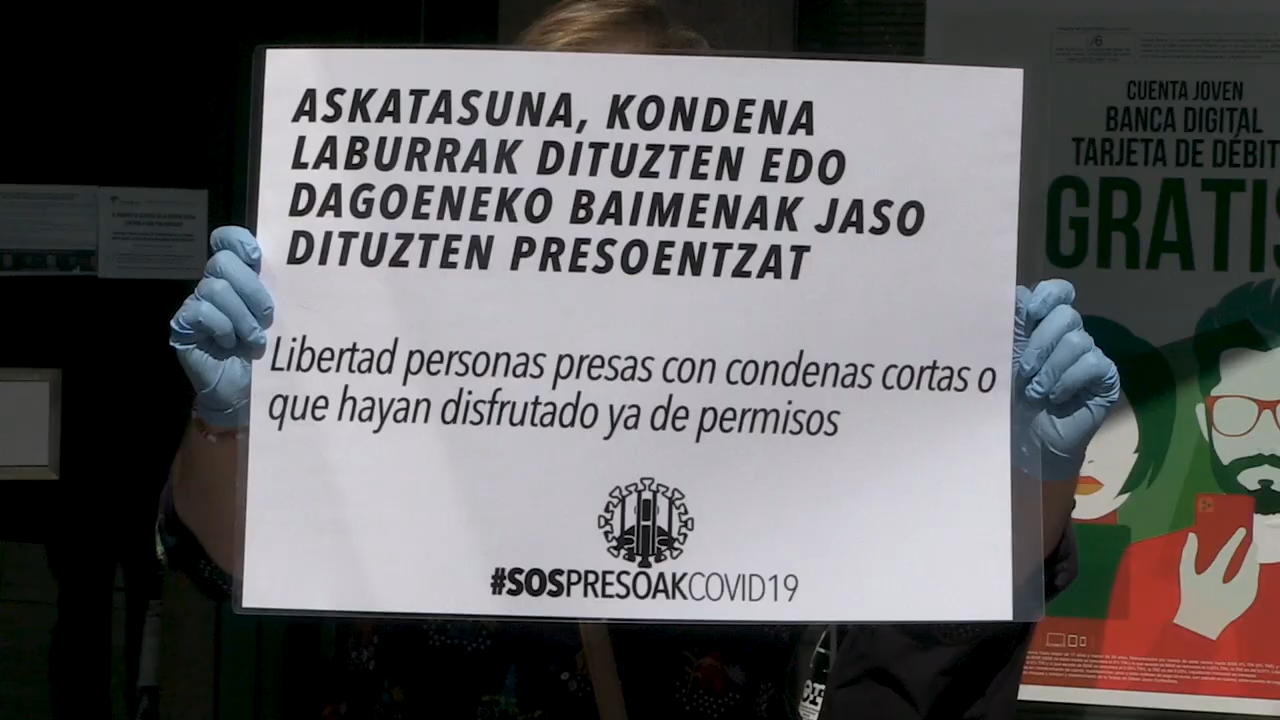 ASKATASUNA, KONDENA
LABURRAK DITUZTEN EDO
DAGOENEKO BAIMENAK JASO
DITUZTEN PRESOENTZAT
Libertad personas presas con condenas cortas o
que hayan disfrutado ya de permisos
#SOSPRESOAKCOVID19
CUENTA JOVEN
BANCA DIGITAL
TARJETA DE DÉBIT
GRATIS